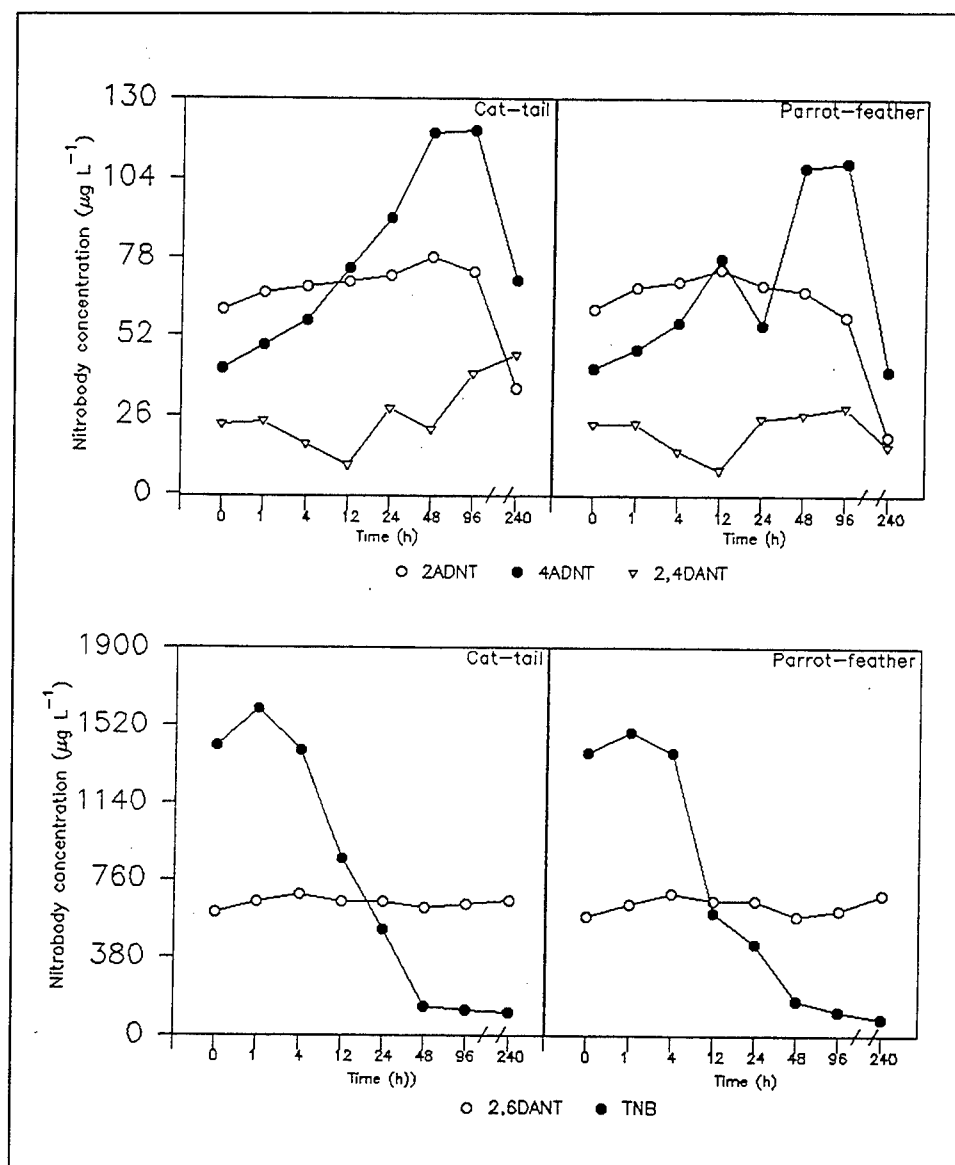 Cat-tail
Parrot-feather
Nitrobody concentration (µg L⁻¹)
130
104
78
52
26
0
0 1 4 12 24 48 96 240
0 1 4 12 24 48 96 240
Time (h)
Time (h)
2ADNT 4ADNT 2,4DANT
Cat-tail
Parrot-feather
Nitrobody concentration (µg L⁻¹)
1900
1520
1140
760
380
0
0 1 4 12 24 48 96 240
0 1 4 12 24 48 96 240
Time (h))
Time (h)
2,6DANT TNB